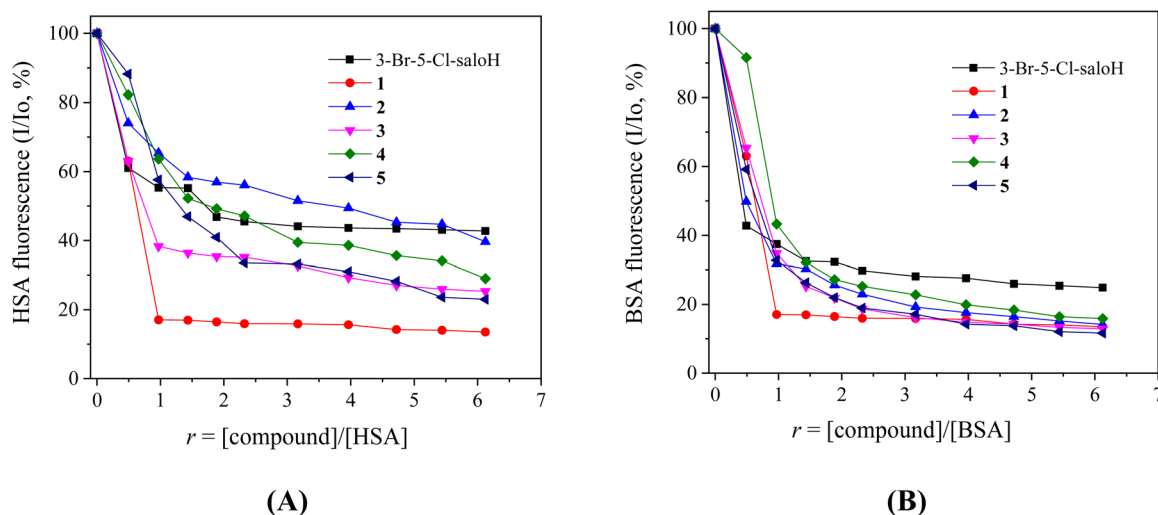 100
80
60
40
20
0
HSA fluorescence (I/Io, %)
3-Br-5-Cl-saloH
1
2
3
4
5
0 1 2 3 4 5 6 7
r = [compound]/[HSA]
(A)
100
80
60
40
20
0
BSA fluorescence (I/Io, %)
3-Br-5-Cl-saloH
1
2
3
4
5
0 1 2 3 4 5 6 7
r = [compound]/[BSA]
(B)